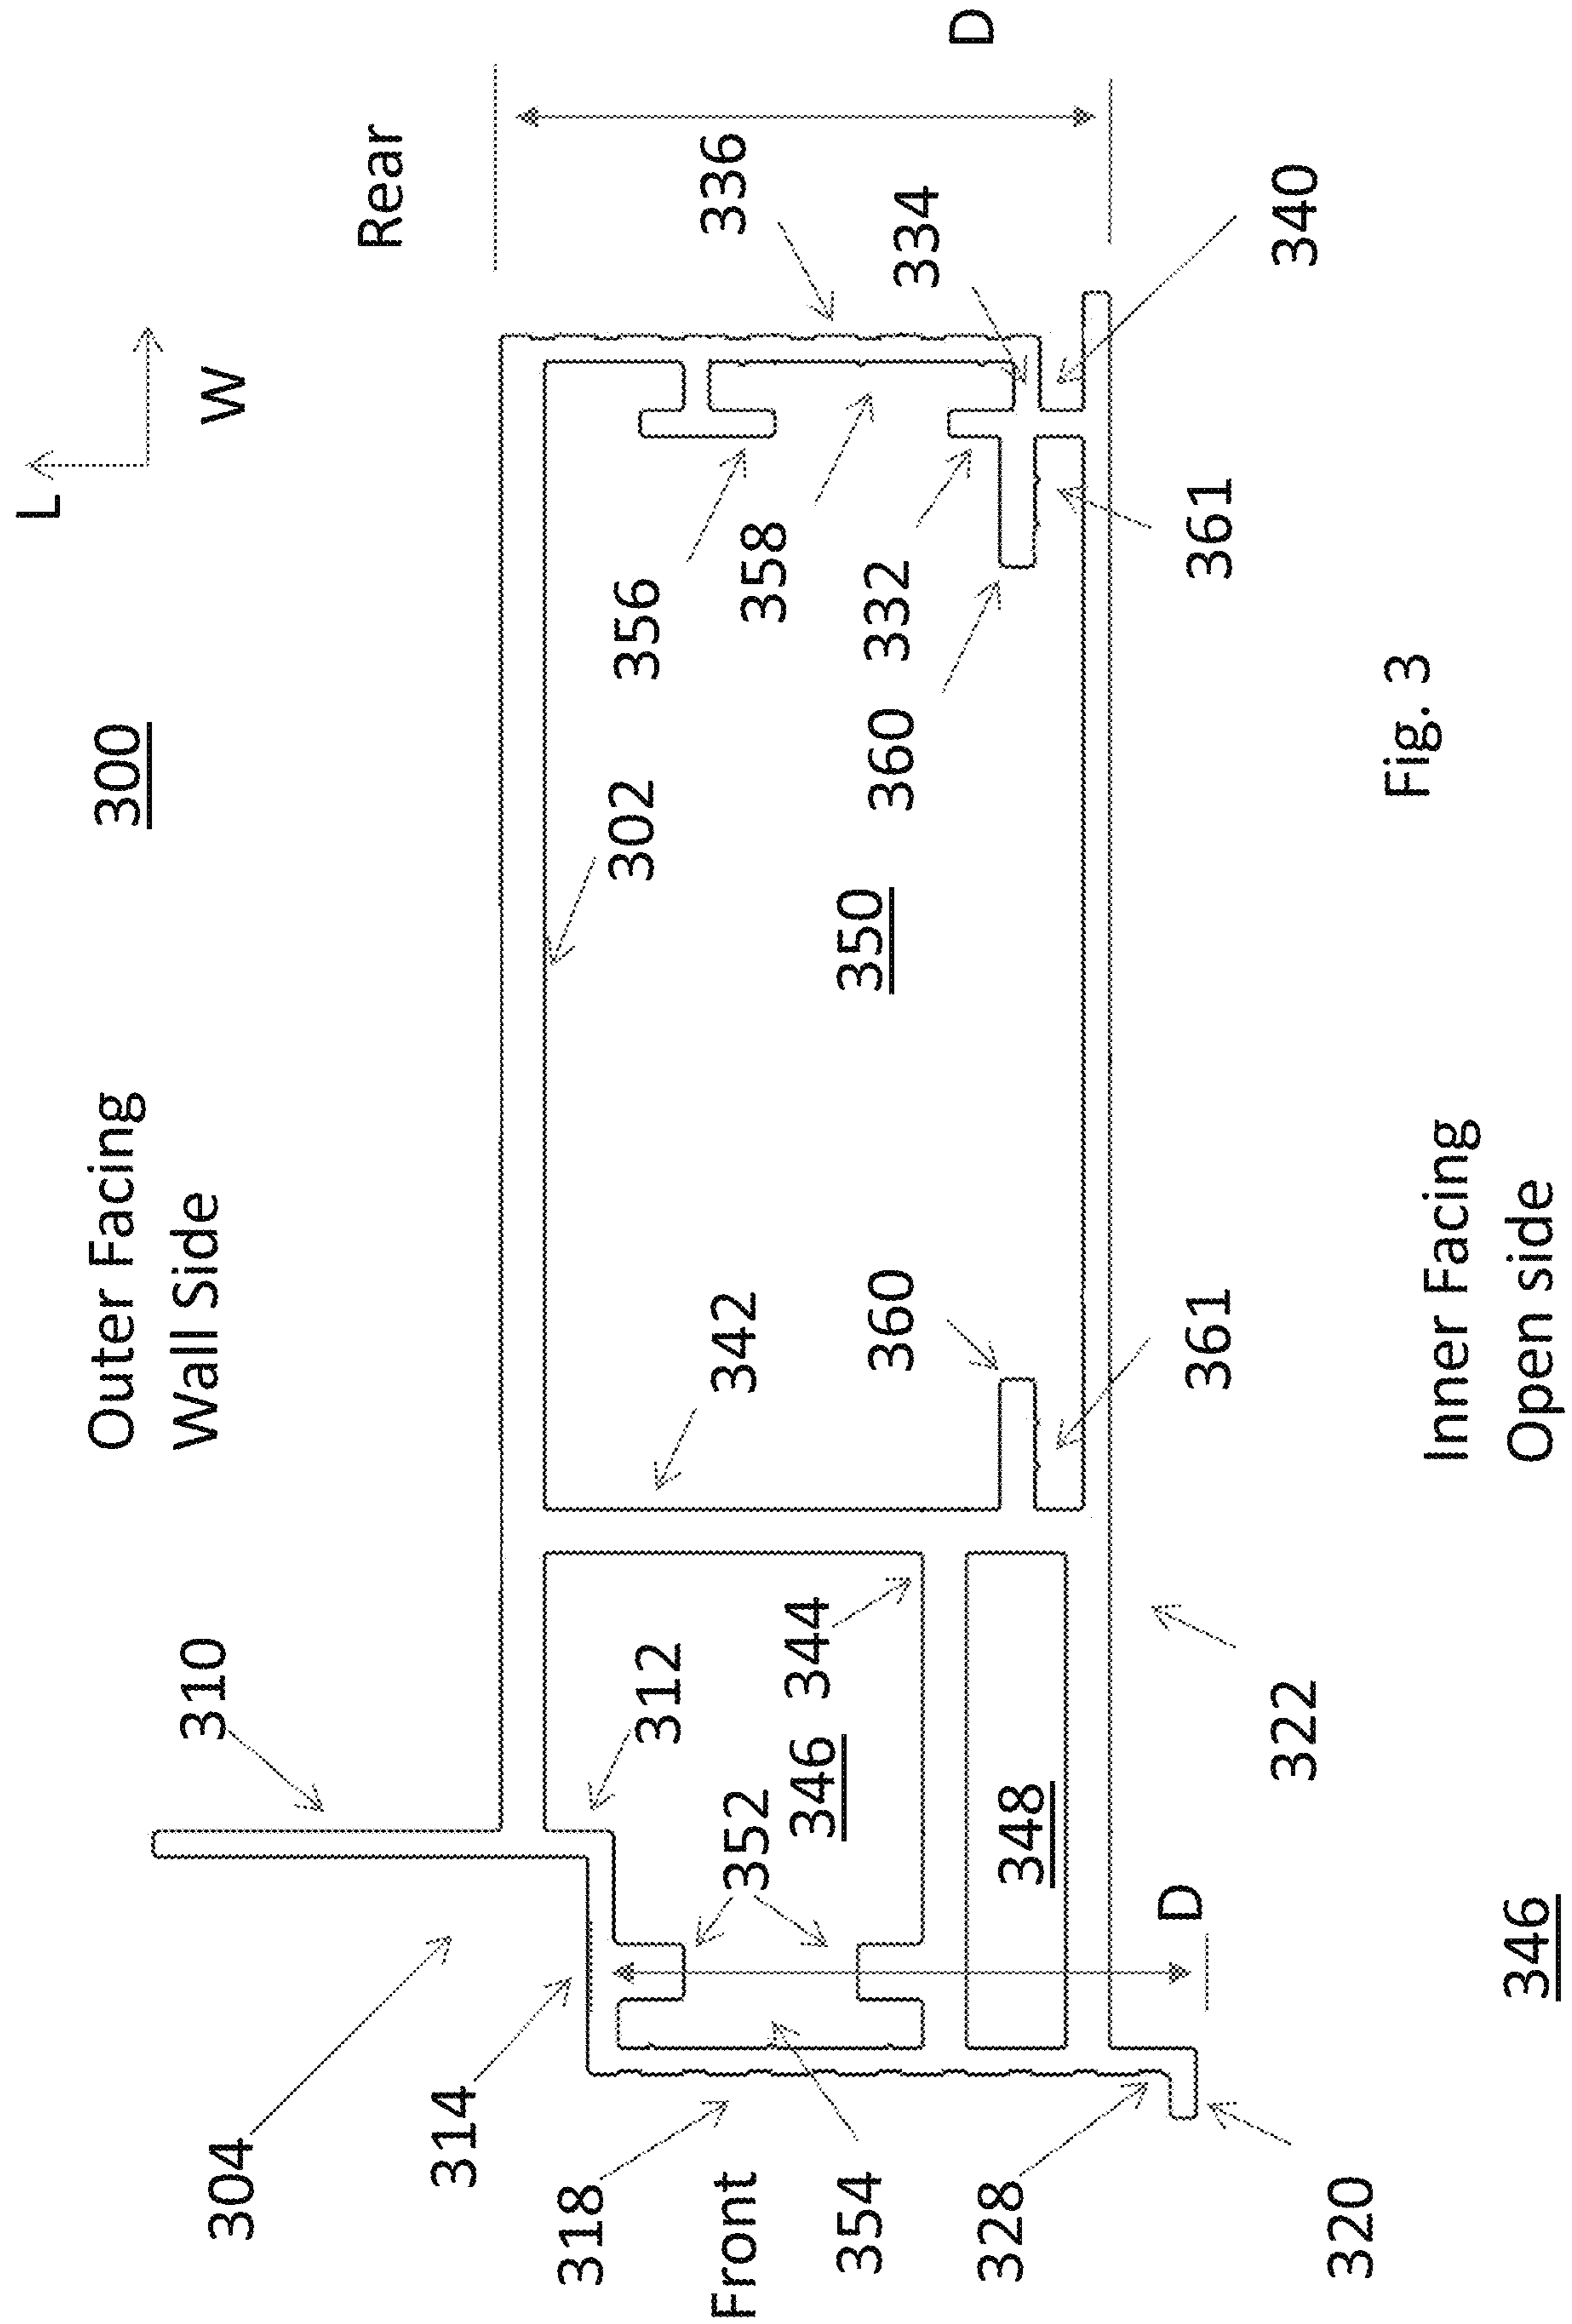 300
L
W
Outer Facing
Wall Side
Rear
D
304
310
314
312
318
Front
354
352
346
344
348
342
302
350
356
358
332
336
334
340
360
361
360
361
328
320
D
322
346
Inner Facing
Open side
Fig. 3